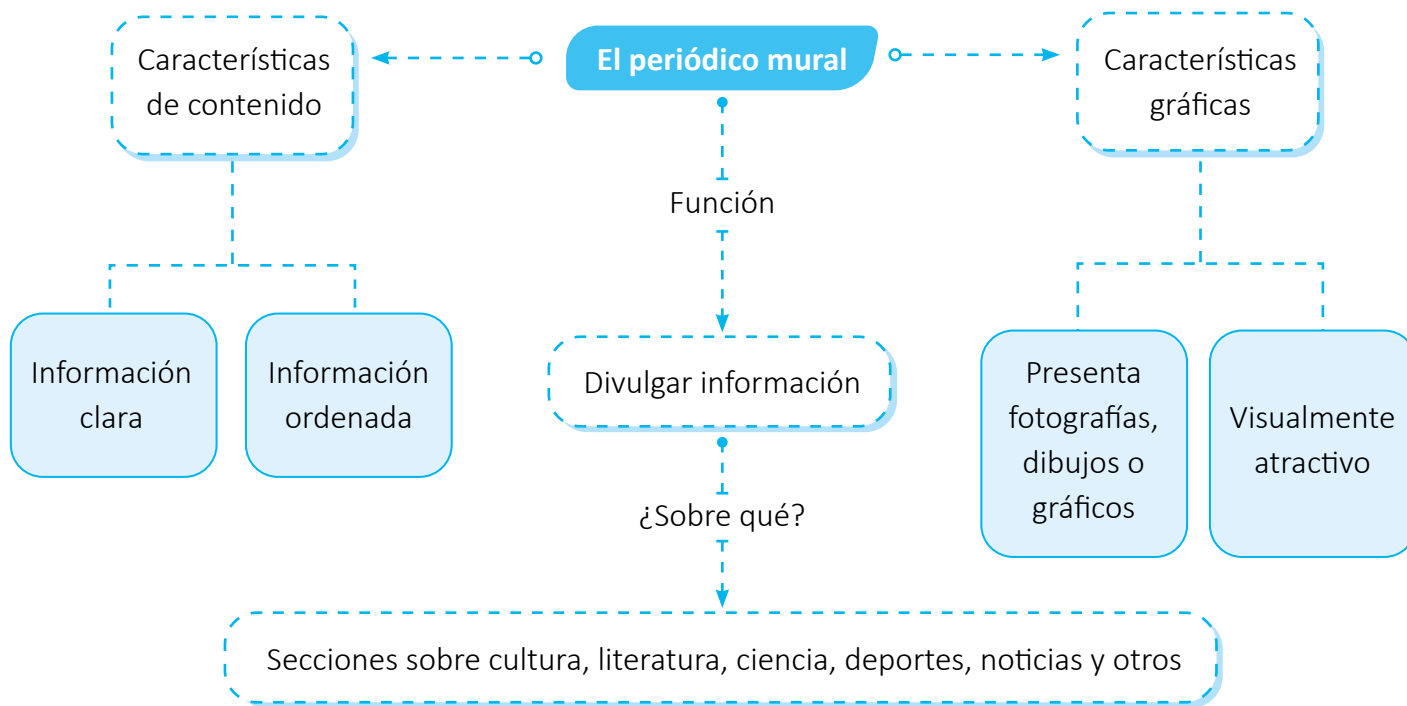 El periódico mural
Características
de contenido
Características
gráficas
Función
Información
clara
Información
ordenada
Divulgar información
Presenta
fotografías,
dibujos o
gráficos
Visualmente
atractivo
¿Sobre qué?
Secciones sobre cultura, literatura, ciencia, deportes, noticias y otros